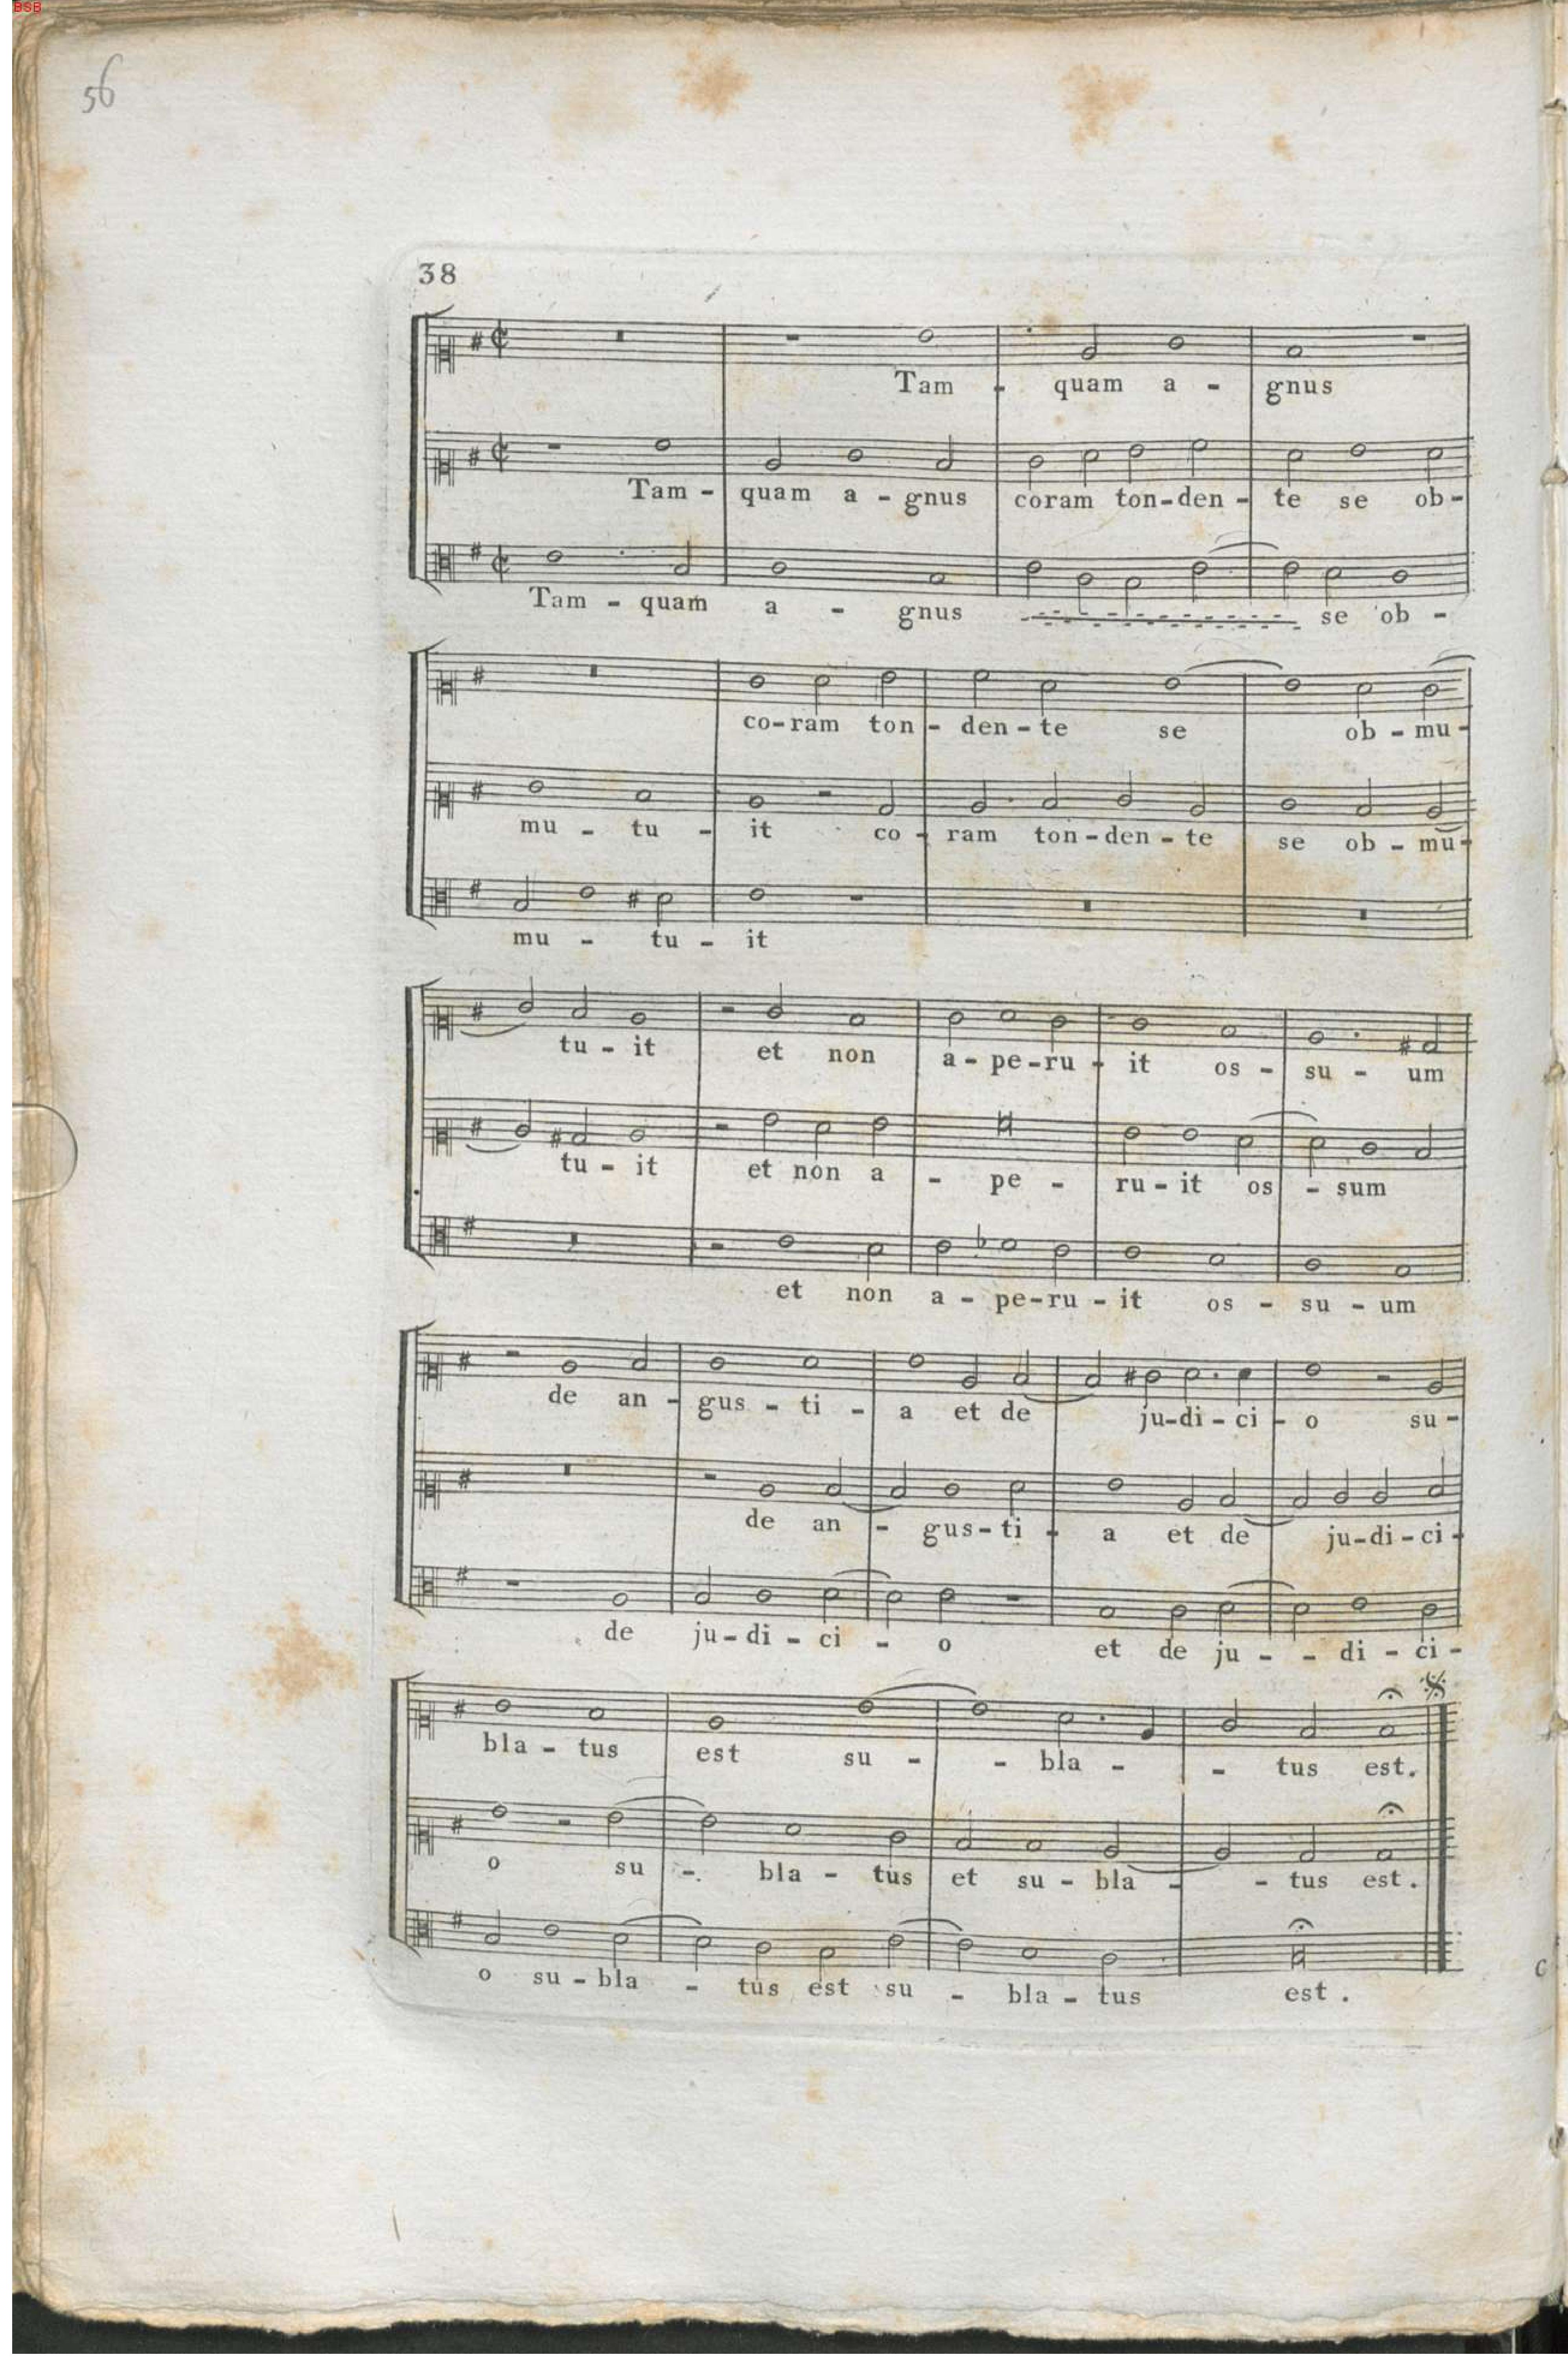 BSB
56
38
Tam - quam a - gnus
Tam - quam a - gnus coram ton-den - te se ob-
Tam - quam a - gnus se ob -
co-ram ton - den - te se ob - mu -
mu - tu - it co - ram ton-den - te se ob - mu-
mu - tu - it
tu - it et non a - pe-ru - it os - su - um
tu - it et non a - pe - ru - it os - sum
et non a - pe-ru - it os - su - um
de an - gus - ti - a et de ju-di-ci - o su-
de an - gus-ti - a et de ju-di-ci-
de ju-di-ci - o et de ju - - di - ci -
bla - tus est su - - bla - - tus est.
o su - bla - tus et su - bla - - tus est.
o su - bla - tus est su - bla - tus est.
C